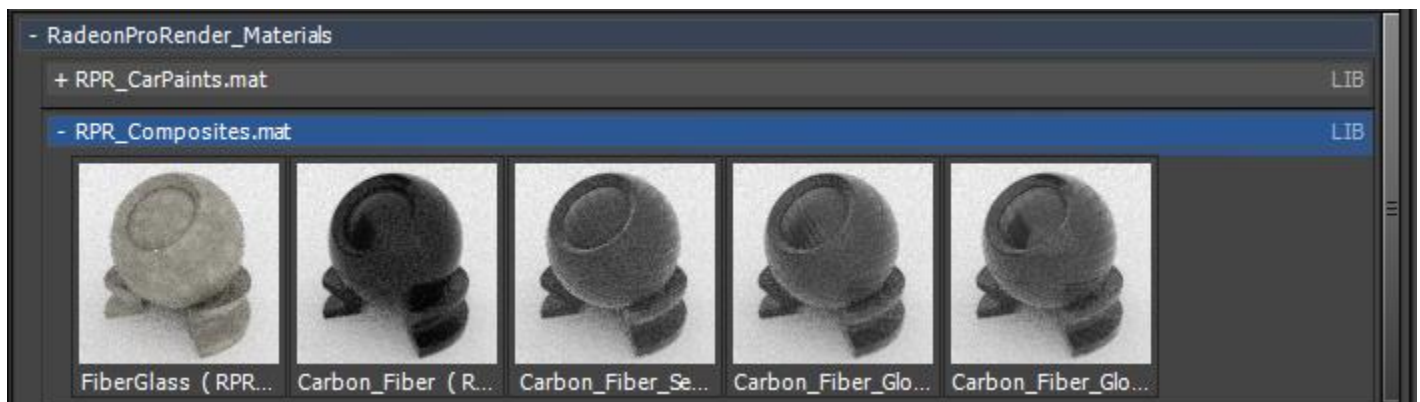 - RadeonProRender_Materials
+ RPR_CarPaints.mat LIB
- RPR_Composites.mat LIB
FiberGlass (RPR... Carbon_Fiber (R... Carbon_Fiber_Se... Carbon_Fiber_Glo... Carbon_Fiber_Glo...